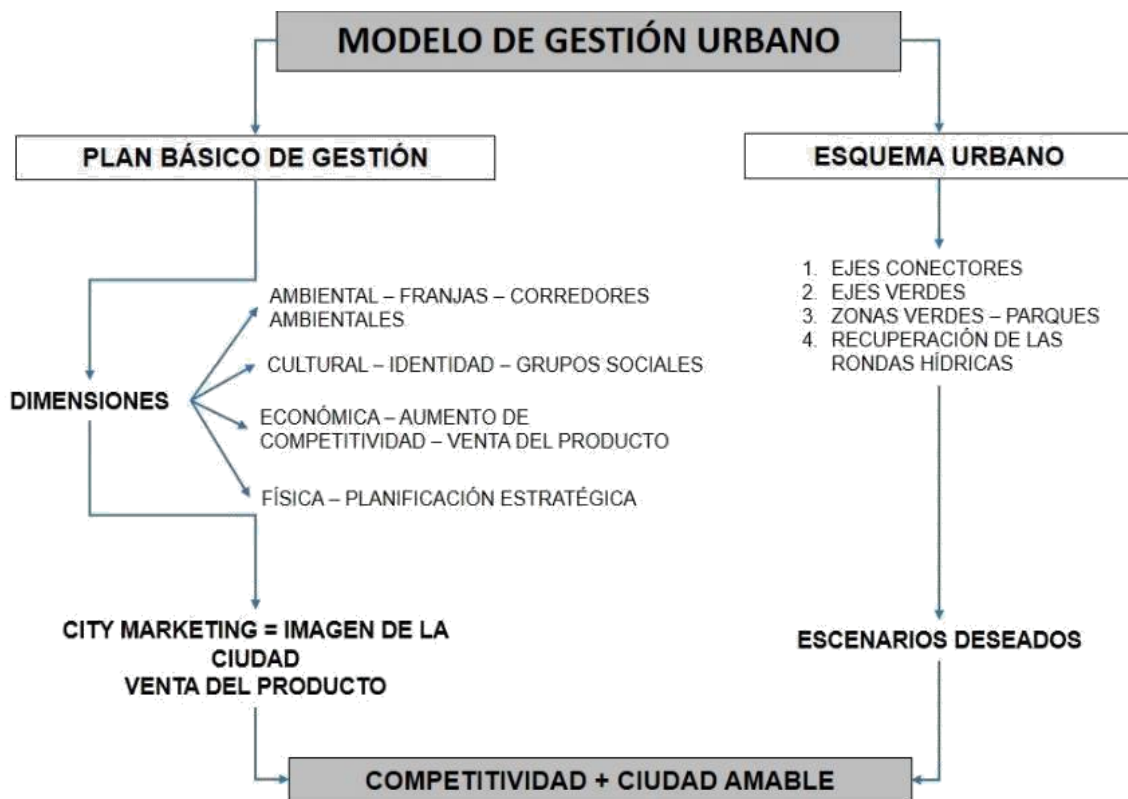 MODELO DE GESTIÓN URBANO
PLAN BÁSICO DE GESTIÓN
ESQUEMA URBANO
AMBIENTAL – FRANJAS – CORREDORES
AMBIENTALES
CULTURAL – IDENTIDAD – GRUPOS SOCIALES
DIMENSIONES
ECONÓMICA – AUMENTO DE
COMPETITIVIDAD – VENTA DEL PRODUCTO
FÍSICA – PLANIFICACIÓN ESTRATÉGICA
1. EJES CONECTORES
2. EJES VERDES
3. ZONAS VERDES – PARQUES
4. RECUPERACIÓN DE LAS
RONDAS HÍDRICAS
CITY MARKETING = IMAGEN DE LA
CIUDAD
VENTA DEL PRODUCTO
ESCENARIOS DESEADOS
COMPETITIVIDAD + CIUDAD AMABLE